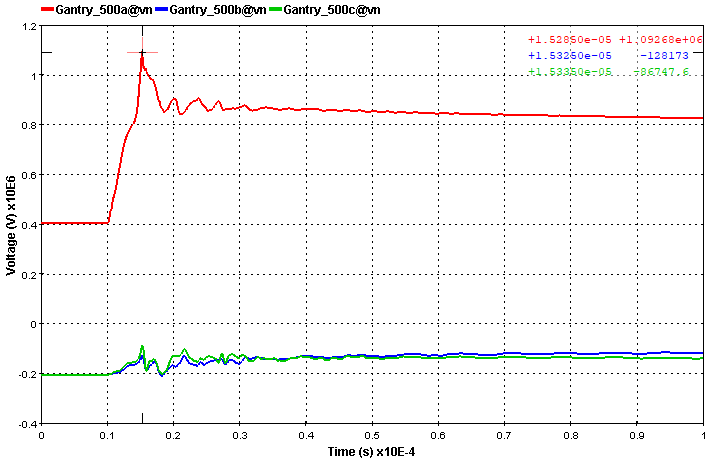 Gantry_500a@vn Gantry_500b@vn Gantry_500c@vn
1.2
+1.52850e-05 +1.09268e+06
+1.53250e-05 -128173
+1.53350e-05 -86747.6
1
0.8
0.6
0.4
0.2
0
-0.2
-0.4
Voltage (V) x10E6
0 0.1 0.2 0.3 0.4 0.5 0.6 0.7 0.8 0.9 1
Time (s) x10E-4